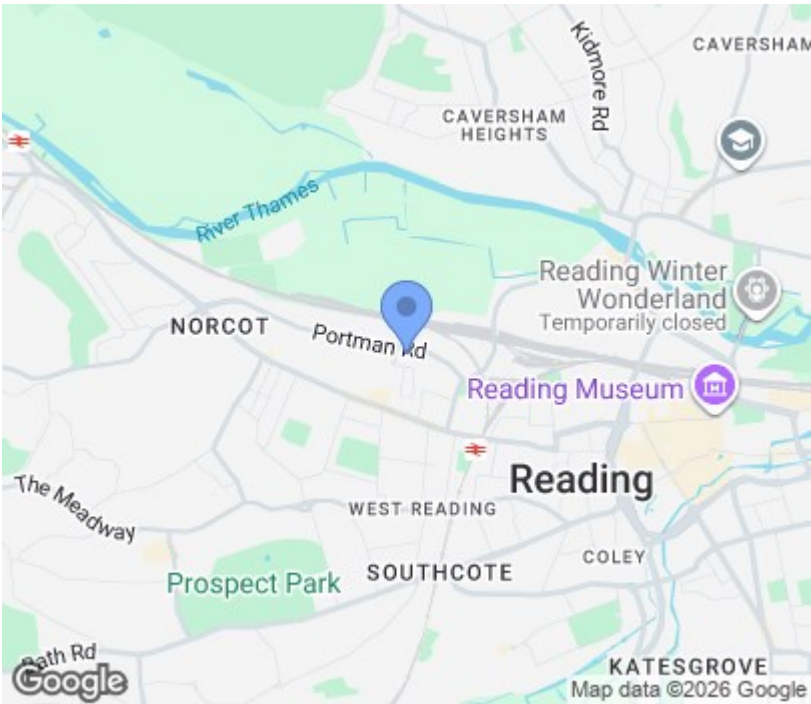 Kidmore Rd
CAVERSHAM
CAVERSHAM
HEIGHTS
River Thames
Reading Winter
Wonderland
Temporarily closed
NORCOT
Portman Rd
Reading Museum
Reading
The Meadway
WEST READING
SOUTHCOTE
COLEY
Prospect Park
Bath Rd
KATESGROVE
Google
Map data ©2026 Google